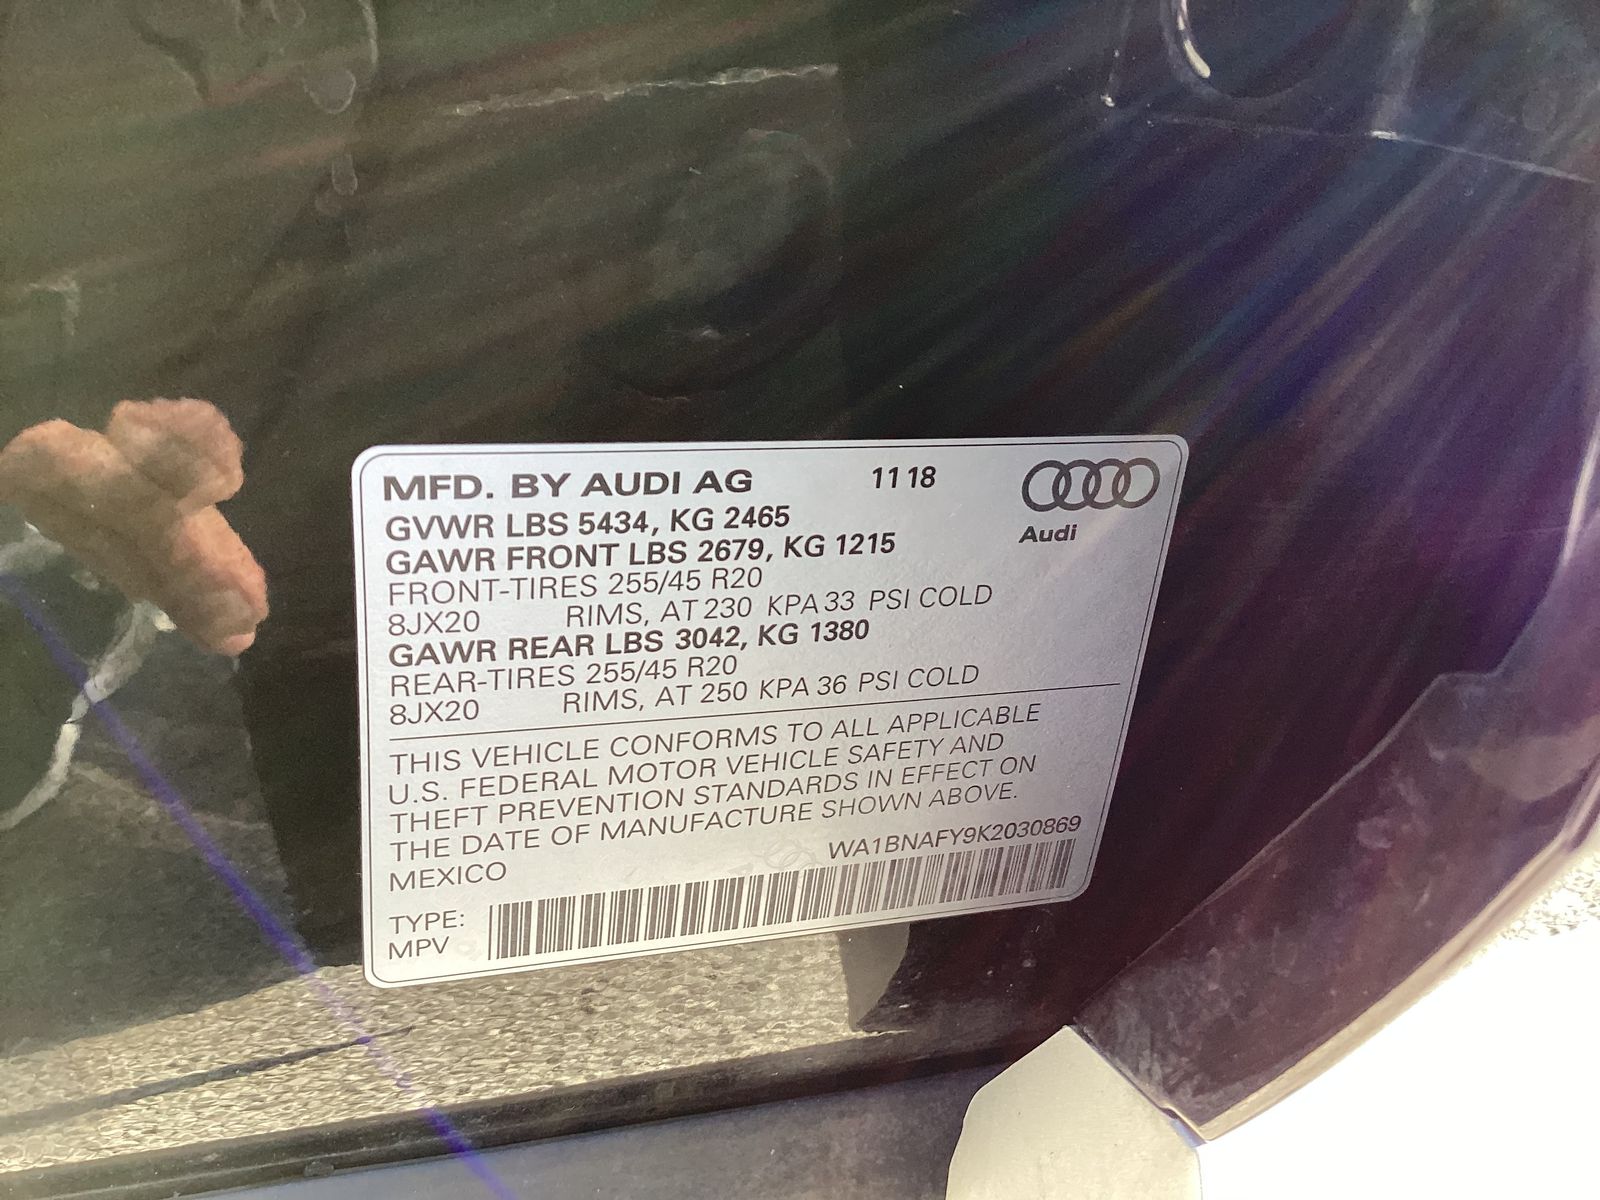 MFD. BY AUDI AG 11 18
Audi
GVWR LBS 5434, KG 2465
GAWR FRONT LBS 2679, KG 1215
FRONT-TIRES 255/45 R20
8JX20 RIMS, AT 230 KPA 33 PSI COLD
GAWR REAR LBS 3042, KG 1380
REAR-TIRES 255/45 R20
8JX20 RIMS, AT 250 KPA 36 PSI COLD
THIS VEHICLE CONFORMS TO ALL APPLICABLE
U.S. FEDERAL MOTOR VEHICLE SAFETY AND
THEFT PREVENTION STANDARDS IN EFFECT ON
THE DATE OF MANUFACTURE SHOWN ABOVE.
MEXICO WA1BNAFY9K2030869
TYPE:
MPV